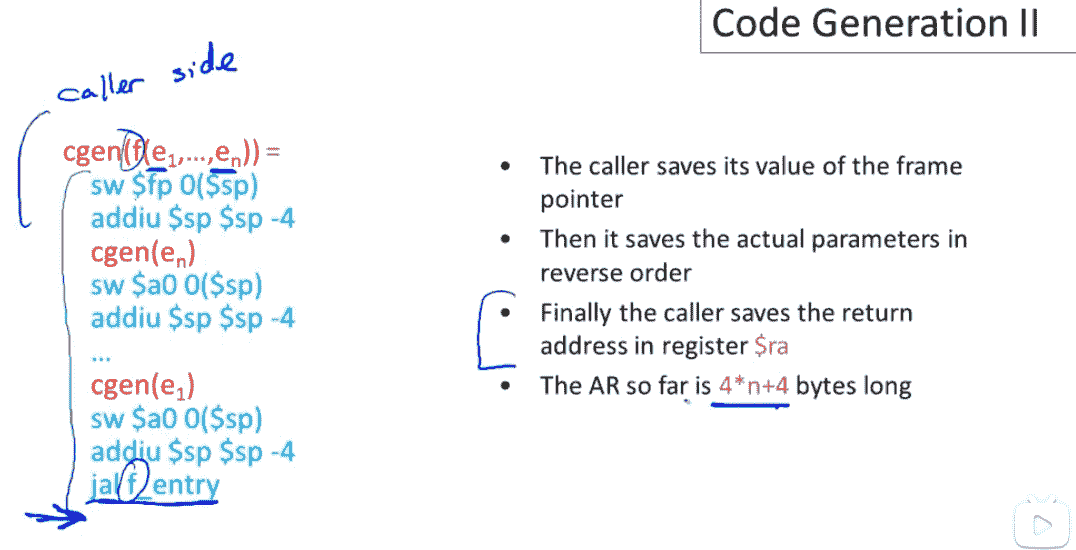 Code Generation II
caller side
cgen(f(e₁,...,eₙ)) =
sw $fp 0($sp)
addiu $sp $sp -4
cgen(eₙ)
sw $a0 0($sp)
addiu $sp $sp -4
...
cgen(e₁)
sw $a0 0($sp)
addiu $sp $sp -4
jal f_entry
• The caller saves its value of the frame
pointer
• Then it saves the actual parameters in
reverse order
• Finally the caller saves the return
address in register $ra
• The AR so far is 4*n+4 bytes long